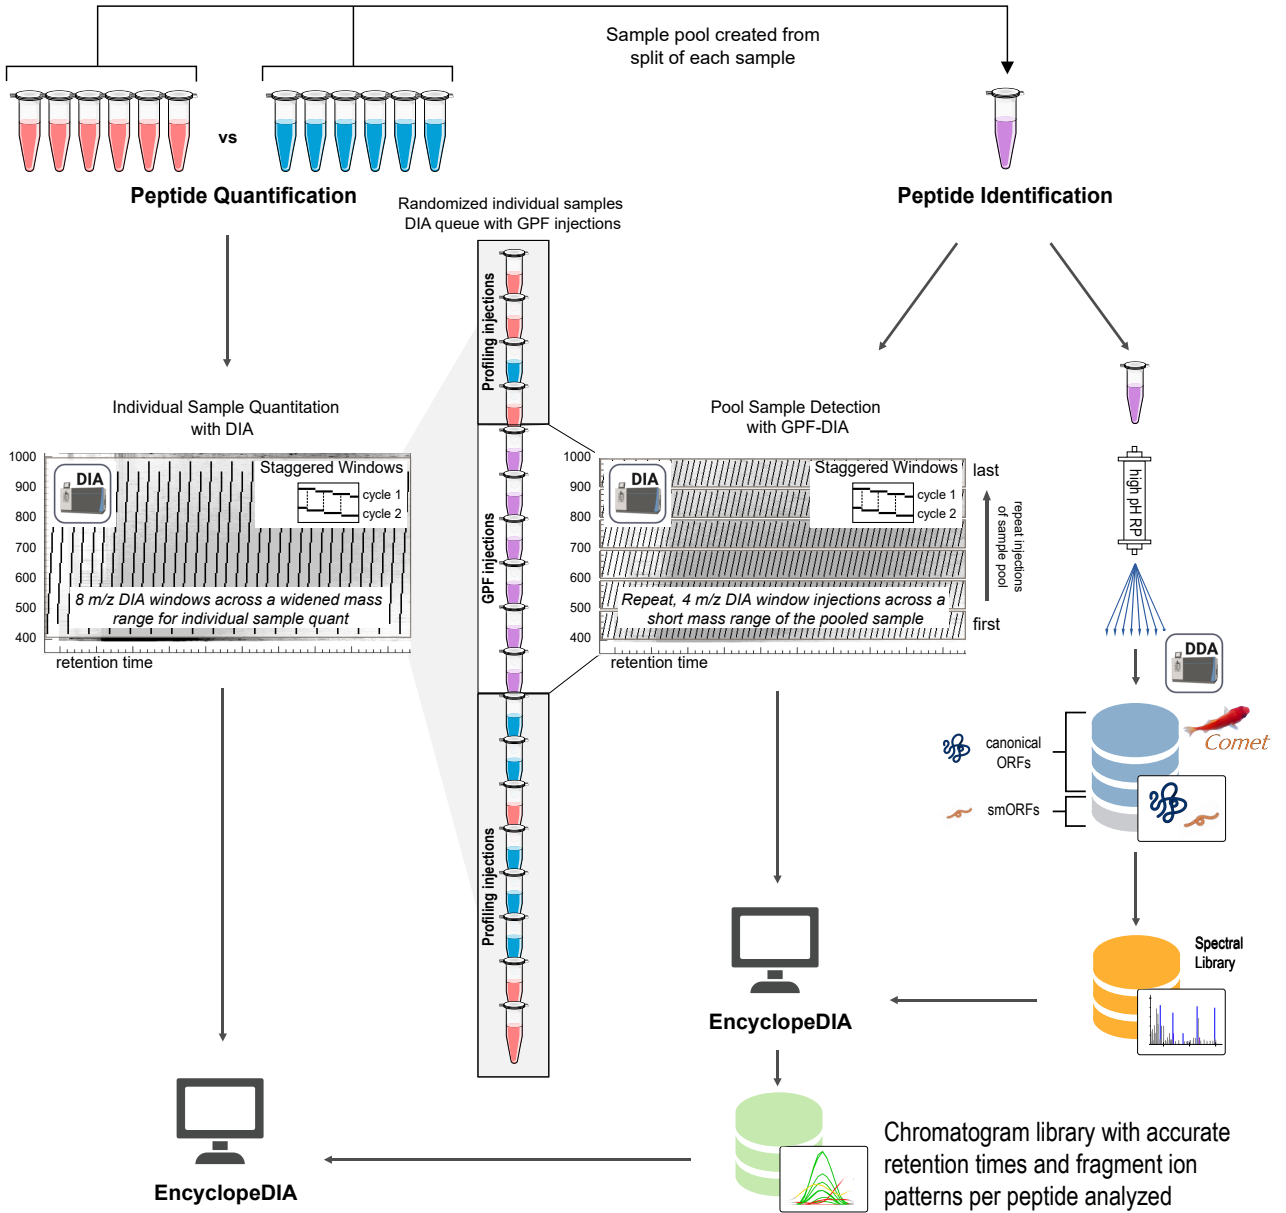 Sample pool created from
split of each sample
vs
Peptide Quantification
Peptide Identification
Randomized individual samples
DIA queue with GPF injections
Profiling injections
GPF injections
Profiling injections
Individual Sample Quantitation
with DIA
1000
900
800
700
600
500
400
DIA
Staggered Windows
cycle 1
cycle 2
8 m/z DIA windows across a widened mass
range for individual sample quant
retention time
Pool Sample Detection
with GPF-DIA
1000
900
800
700
600
500
400
DIA
Staggered Windows
cycle 1
cycle 2
Repeat, 4 m/z DIA window injections across a
short mass range of the pooled sample
retention time
last
repeat injections
of sample pool
first
high pH RP
DDA
Comet
canonical
ORFs
smORFs
Spectral
Library
EncyclopeDIA
Chromatogram library with accurate
retention times and fragment ion
patterns per peptide analyzed
EncyclopeDIA